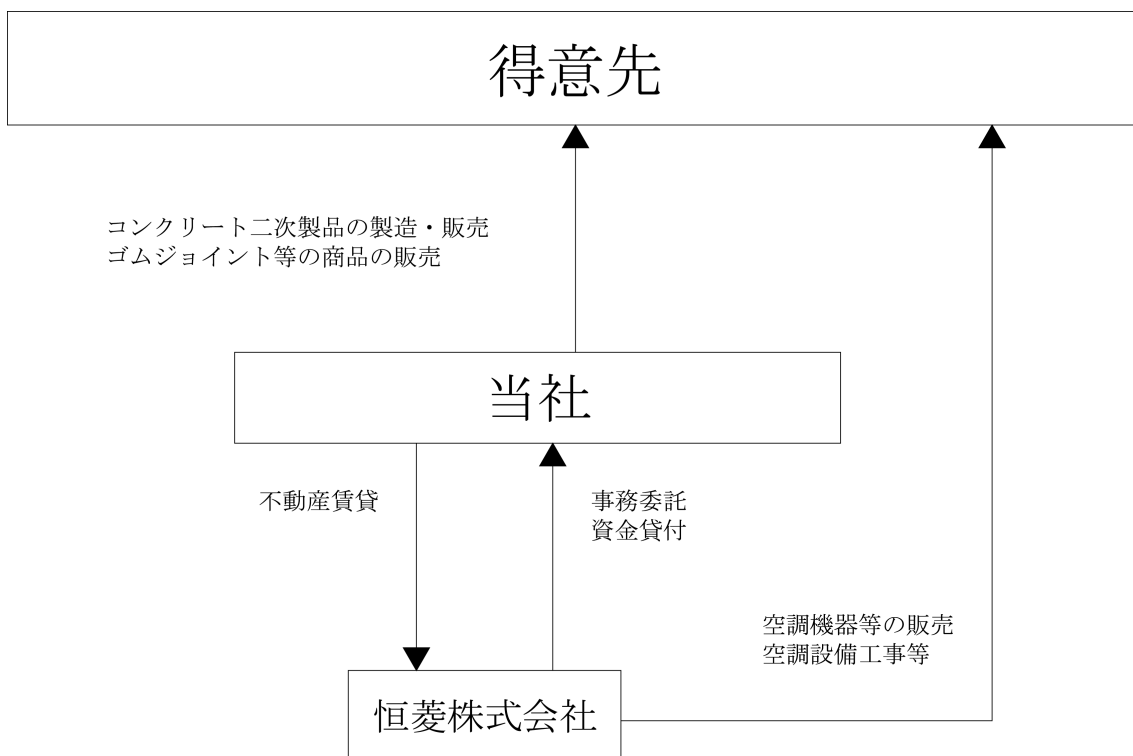 得意先
コンクリート二次製品の製造・販売
ゴムジョイント等の商品の販売
当社
不動産賃貸
事務委託
資金貸付
空調機器等の販売
空調設備工事等
恒菱株式会社